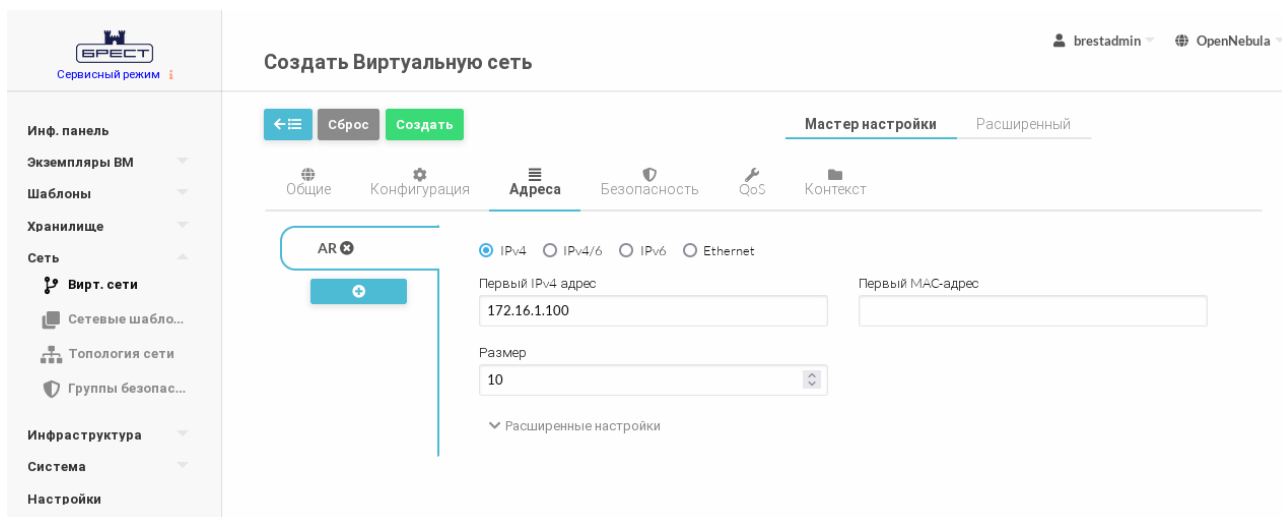 БРЕСТ
Сервисный режим i
Создать Виртуальную сеть
brestadmin
OpenNebula
Инф. панель
Экземпляры ВМ
Шаблоны
Хранилище
Сеть
Вирт. сети
Сетевые шабло...
Топология сети
Группы безопас...
Инфраструктура
Система
Настройки
Сброс
Создать
Мастер настройки
Расширенный
Общие
Конфигурация
Адреса
Безопасность
QoS
Контекст
AR
IPv4 IPv4/6 IPv6 Ethernet
Первый IPv4 адрес
172.16.1.100
Первый MAC-адрес
Размер
10
Расширенные настройки